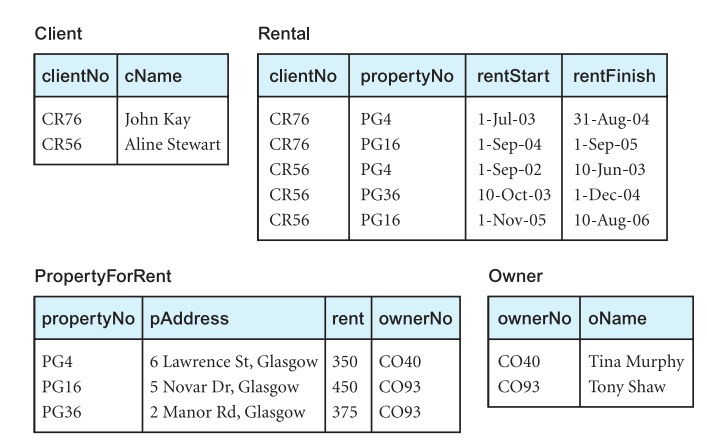 Client
clientNo cName
CR76 John Kay
CR56 Aline Stewart
Rental
clientNo propertyNo rentStart rentFinish
CR76 PG4 1-Jul-03 31-Aug-04
CR76 PG16 1-Sep-04 1-Sep-05
CR56 PG4 1-Sep-02 10-Jun-03
CR56 PG36 10-Oct-03 1-Dec-04
CR56 PG16 1-Nov-05 10-Aug-06
PropertyForRent
propertyNo pAddress rent ownerNo
PG4 6 Lawrence St, Glasgow 350 CO40
PG16 5 Novar Dr, Glasgow 450 CO93
PG36 2 Manor Rd, Glasgow 375 CO93
Owner
ownerNo oName
CO40 Tina Murphy
CO93 Tony Shaw